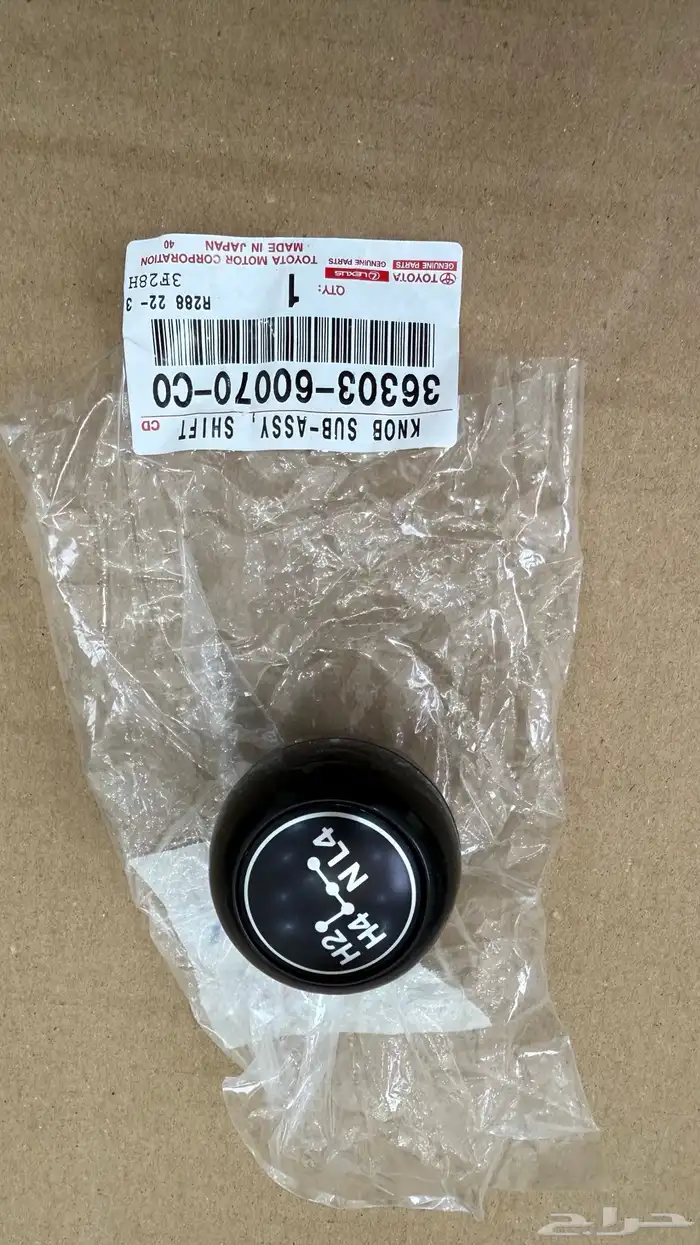 KNOB SUB-ASSY, SHIFT CD
36303-60070-C0
R288 22- 3
QTY: 1
3F28H
TOYOTA GENUINE PARTS
LEXUS GENUINE PARTS
TOYOTA MOTOR CORPORATION
MADE IN JAPAN 40
H2
H4
N
L4
حراج